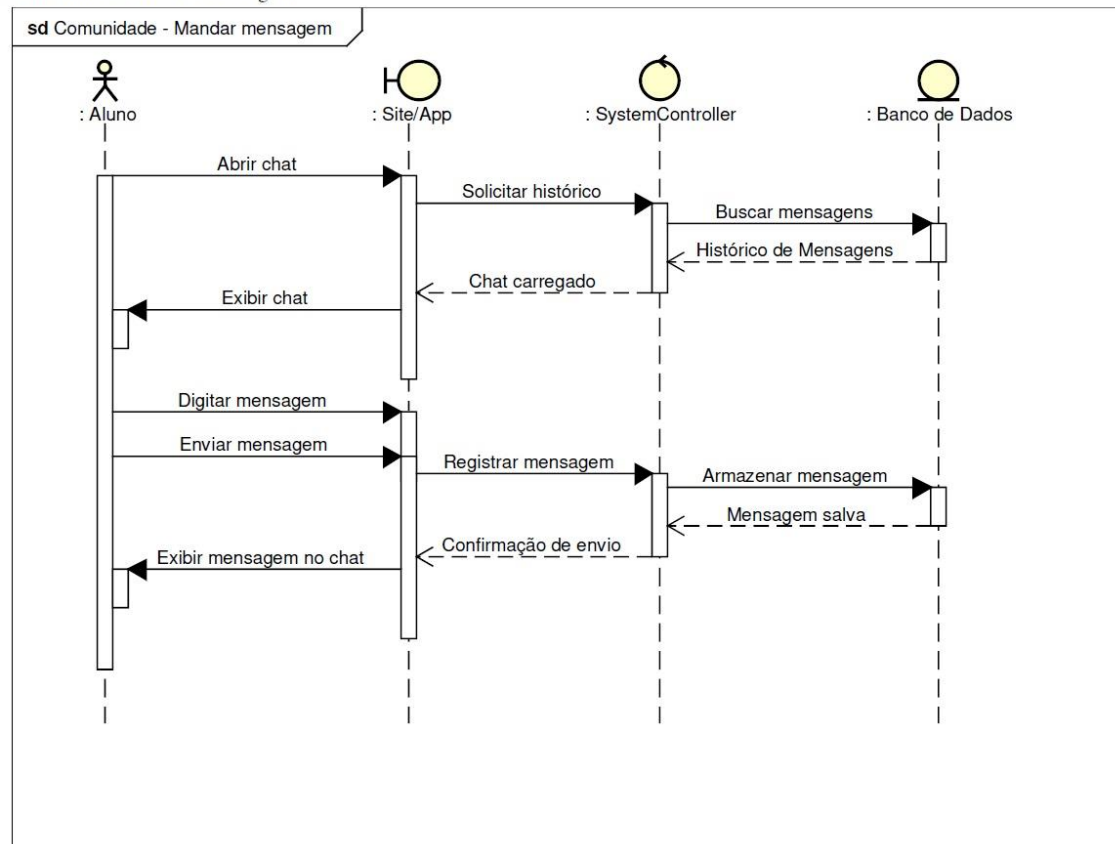 sd Comunidade - Mandar mensagem
: Aluno
: Site/App
: SystemController
: Banco de Dados
Abrir chat
Solicitar histórico
Buscar mensagens
Histórico de Mensagens
Chat carregado
Exibir chat
Digitar mensagem
Enviar mensagem
Registrar mensagem
Armazenar mensagem
Mensagem salva
Confirmação de envio
Exibir mensagem no chat